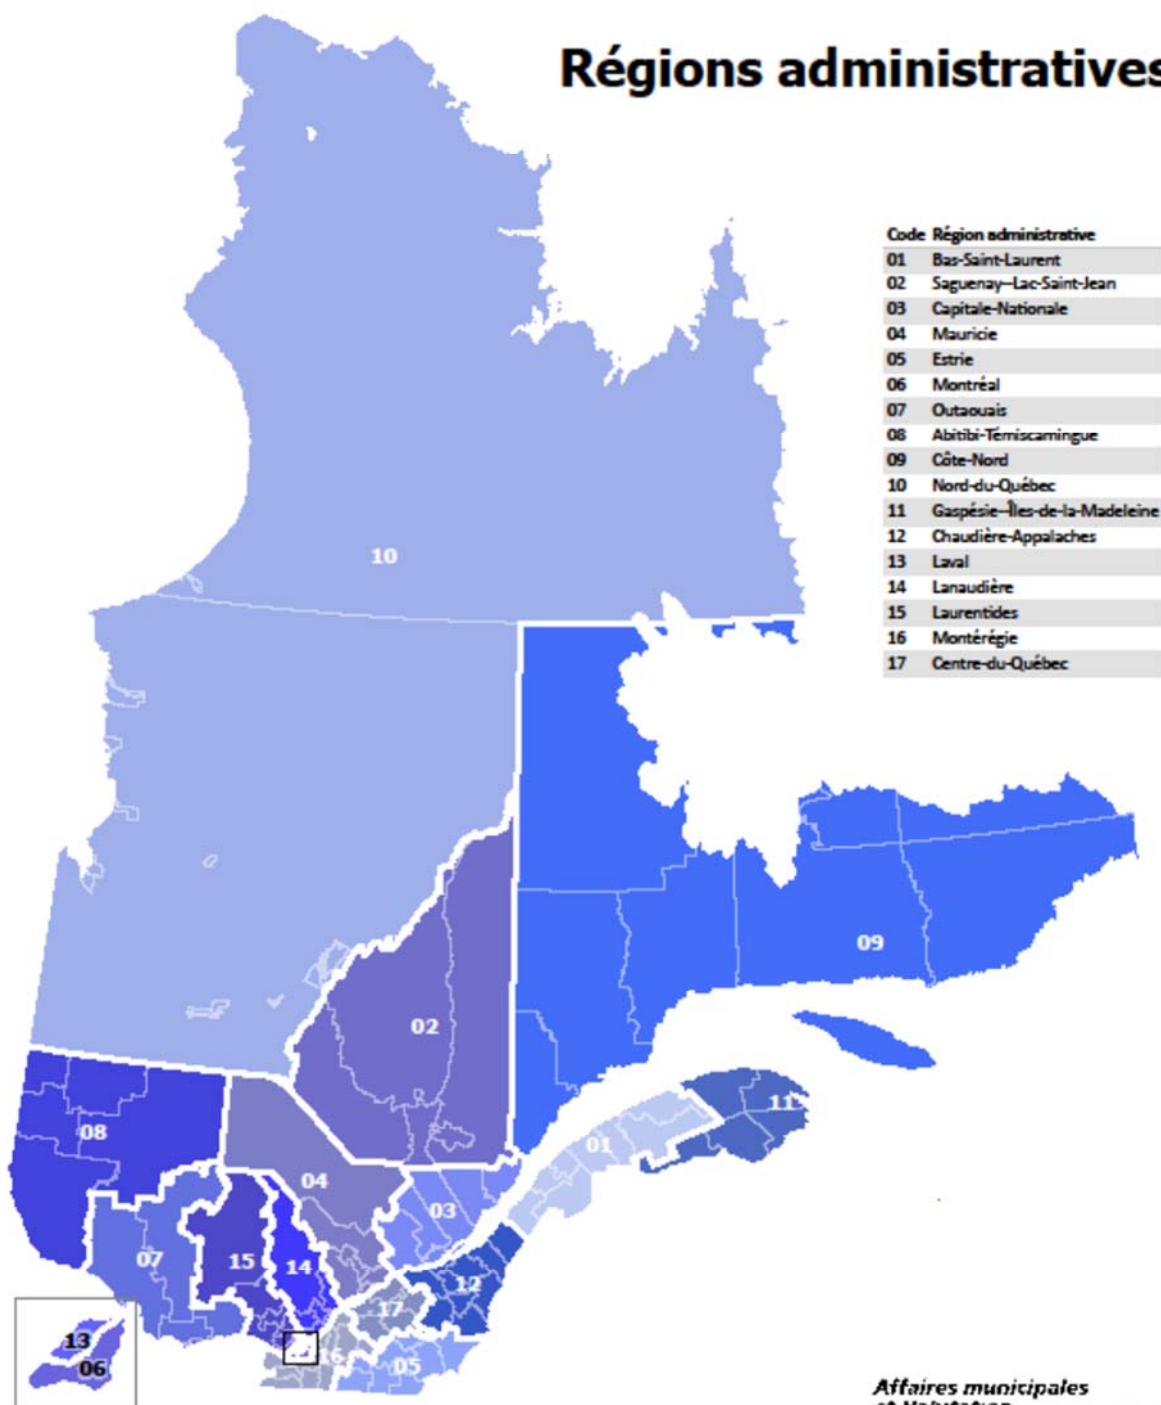 Régions administratives
Code Région administrative
01 Bas-Saint-Laurent
02 Saguenay–Lac-Saint-Jean
03 Capitale-Nationale
04 Mauricie
05 Estrie
06 Montréal
07 Outaouais
08 Abitibi-Témiscamingue
09 Côte-Nord
10 Nord-du-Québec
11 Gaspésie–Îles-de-la-Madeleine
12 Chaudière-Appalaches
13 Laval
14 Lanaudière
15 Laurentides
16 Montérégie
17 Centre-du-Québec
10
09
02
11
08
01
04
03
07
15
14
12
17
13
16
05
06
Affaires municipales
et Habitation